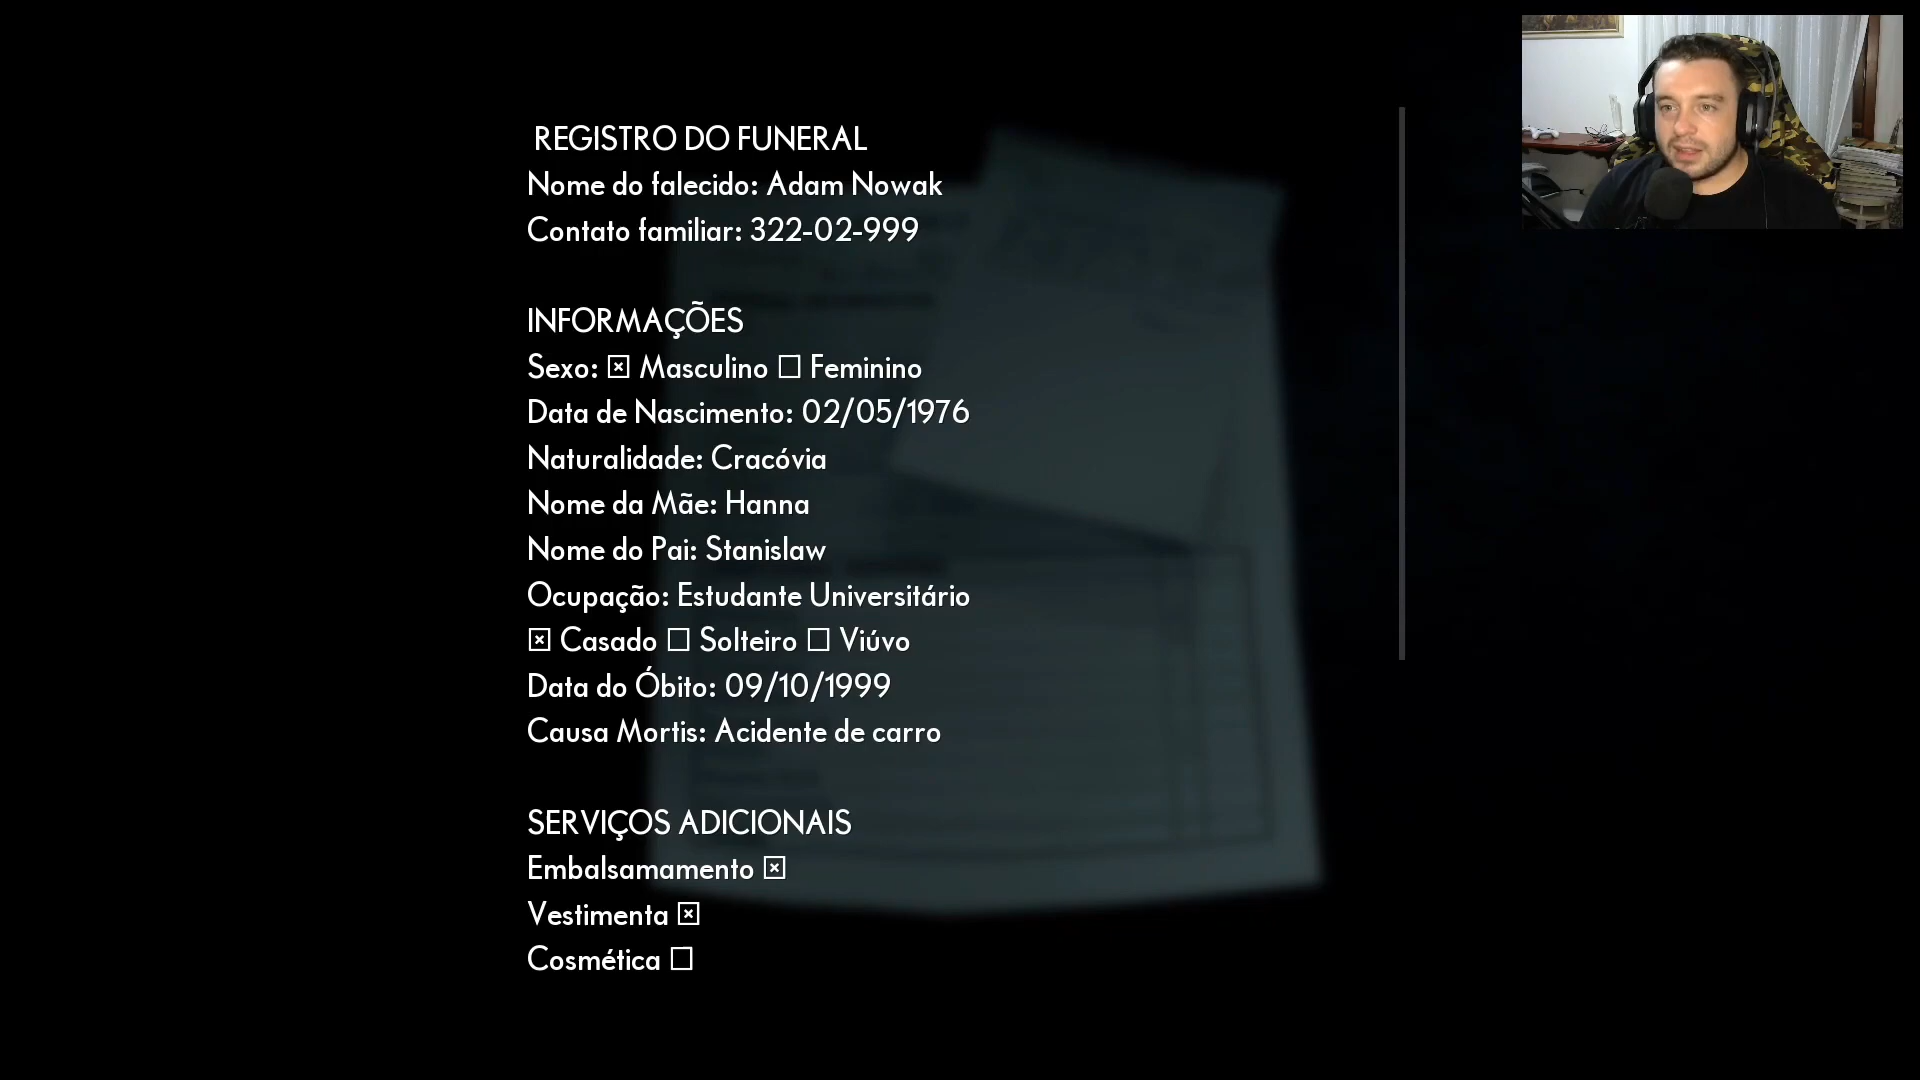 REGISTRO DO FUNERAL
Nome do falecido: Adam Nowak
Contato familiar: 322-02-999
INFORMAÇÕES
Sexo: ☒ Masculino ☐ Feminino
Data de Nascimento: 02/05/1976
Naturalidade: Cracóvia
Nome da Mãe: Hanna
Nome do Pai: Stanislaw
Ocupação: Estudante Universitário
☒ Casado ☐ Solteiro ☐ Viúvo
Data do Óbito: 09/10/1999
Causa Mortis: Acidente de carro
SERVIÇOS ADICIONAIS
Embalsamamento ☒
Vestimenta ☒
Cosmética ☐